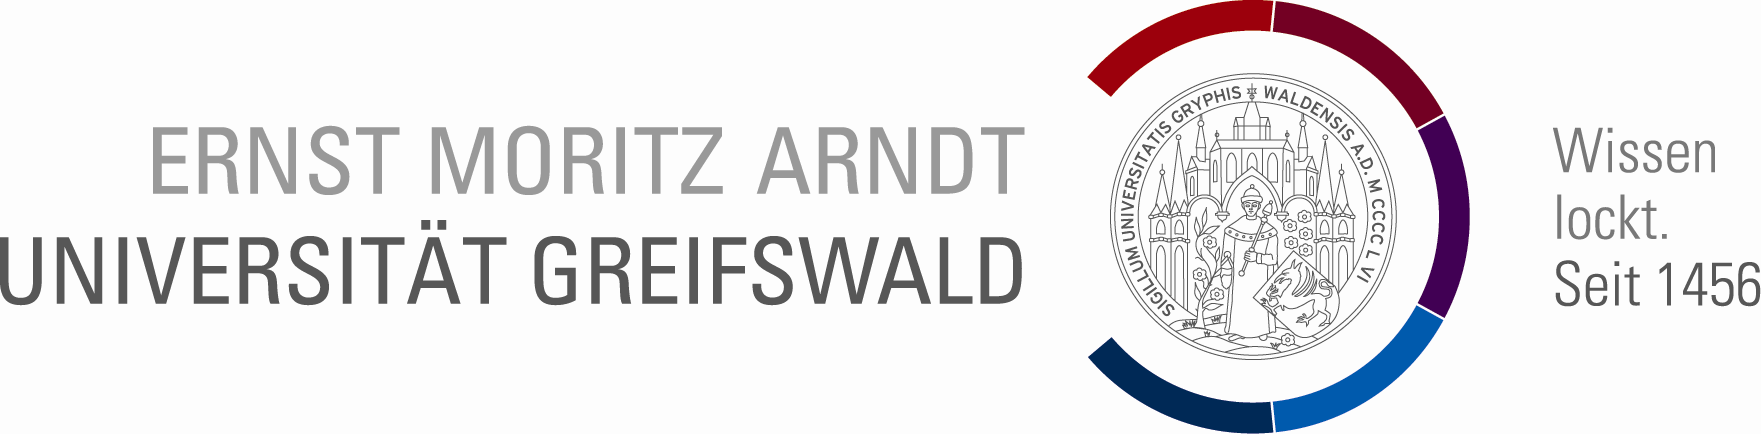 ERNST MORITZ ARNDT
UNIVERSITÄT GREIFSWALD
SIGILLUM UNIVERSITATIS GRYPHIS WALDENSIS A.D. M CCCC L VI
Wissen
lockt.
Seit 1456